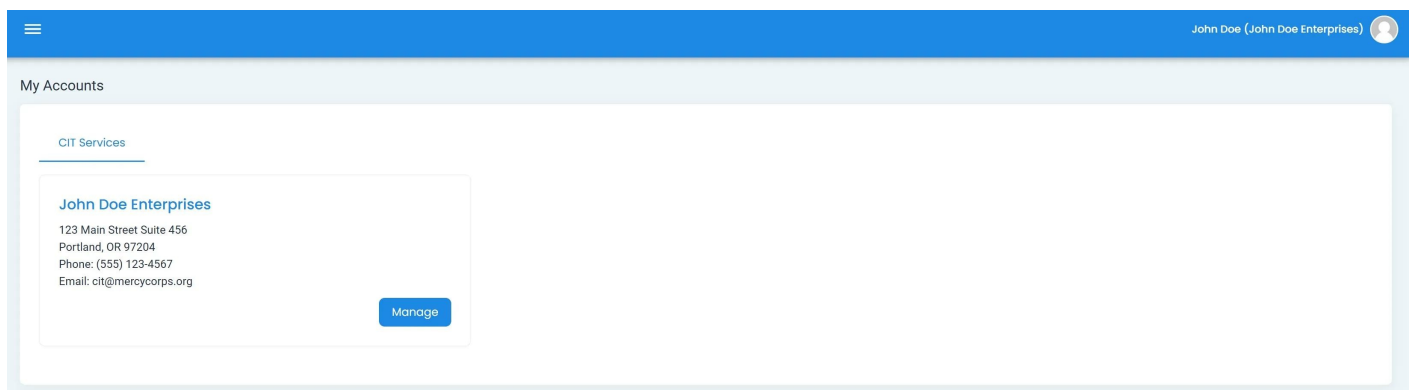 John Doe (John Doe Enterprises)
My Accounts
CIT Services
John Doe Enterprises
123 Main Street Suite 456
Portland, OR 97204
Phone: (555) 123-4567
Email: cit@mercycorps.org
Manage